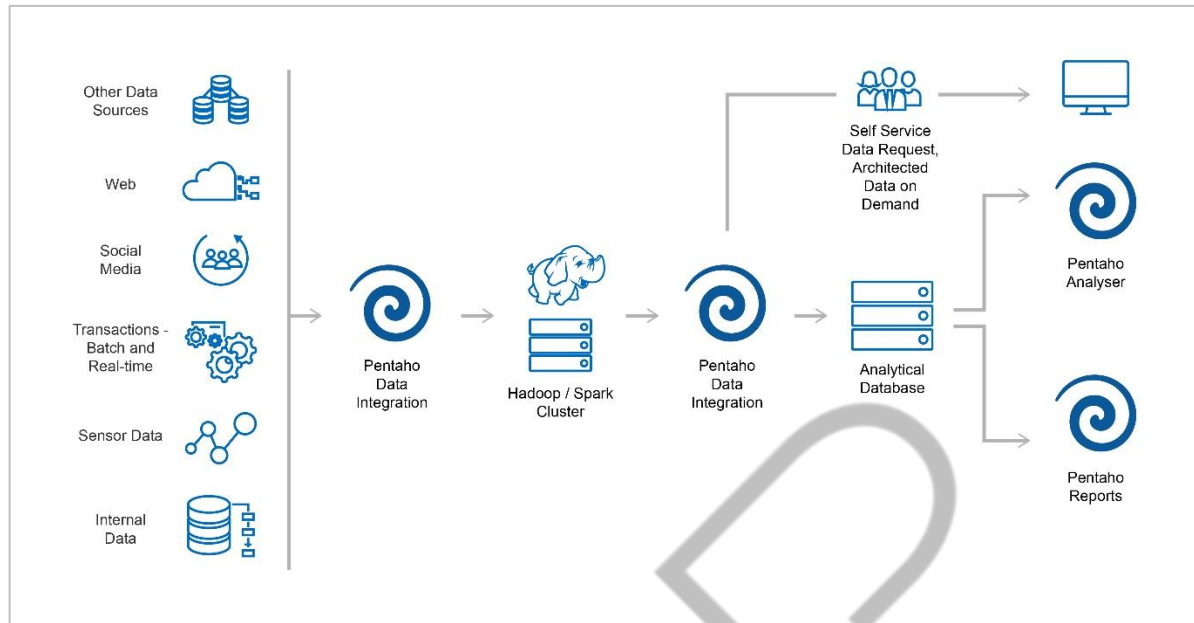 Other Data
Sources
Web
Social
Media
Transactions -
Batch and
Real-time
Sensor Data
Internal
Data
Pentaho
Data
Integration
Hadoop / Spark
Cluster
Pentaho
Data
Integration
Self Service
Data Request,
Architected
Data on
Demand
Analytical
Database
Pentaho
Analyser
Pentaho
Reports